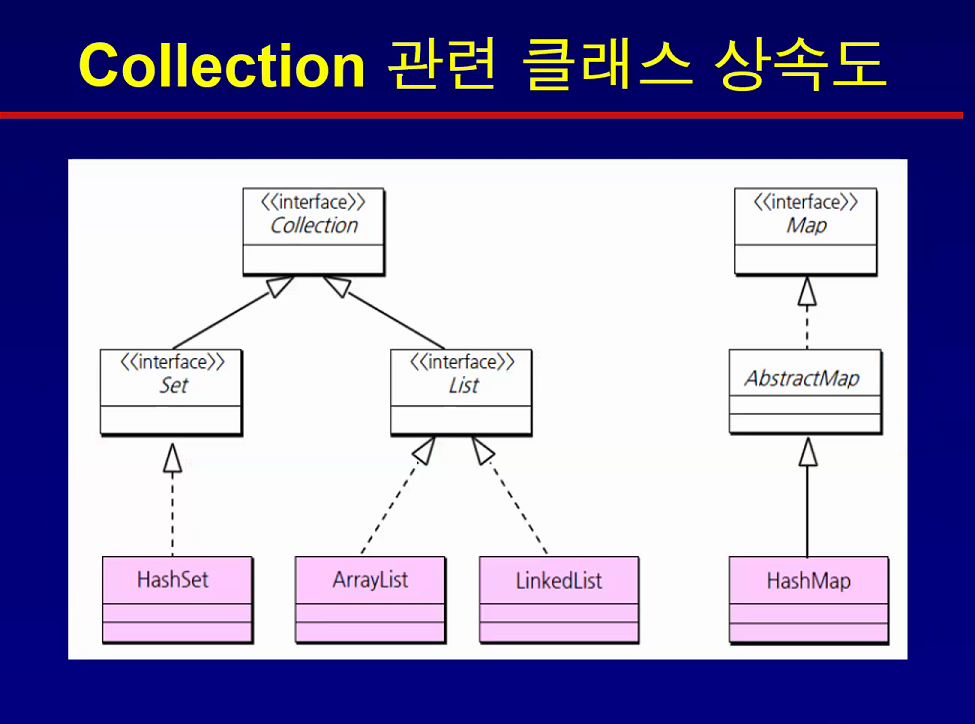 Collection 관련 클래스 상속도
<<interface>>
Collection
<<interface>>
Map
<<interface>>
Set
<<interface>>
List
AbstractMap
HashSet
ArrayList
LinkedList
HashMap